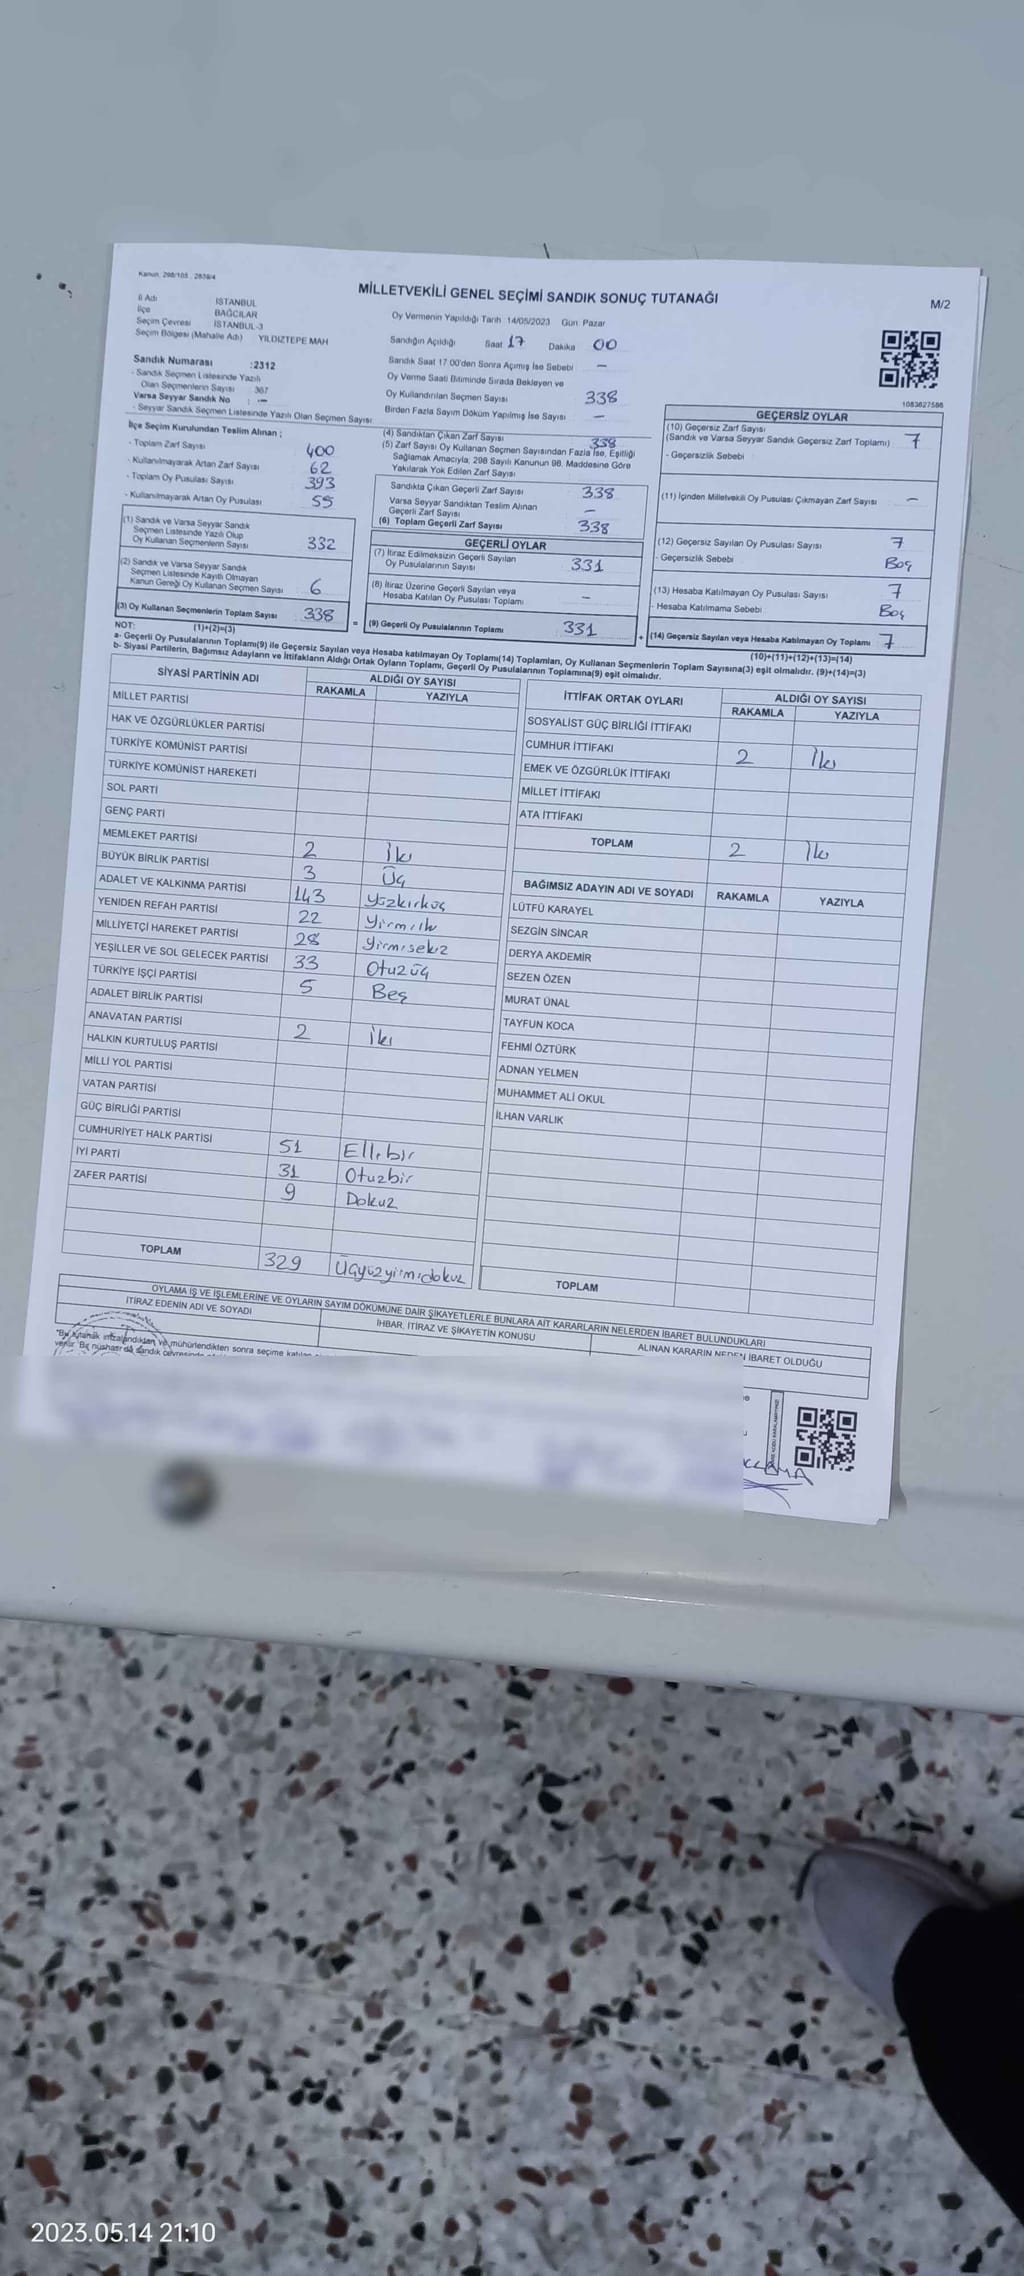 Kanun, 298/105 , 2839/4
MİLLETVEKİLİ GENEL SEÇİMİ SANDIK SONUÇ TUTANAĞI
M/2
İl Adı İSTANBUL
İlçe BAĞCILAR
Seçim Çevresi İSTANBUL-3
Seçim Bölgesi (Mahalle Adı) YILDIZTEPE MAH
Oy Vermenin Yapıldığı Tarih 14/05/2023 Gün Pazar
Sandığın Açıldığı Saat 17 Dakika 00
Sandık Saat 17 00'den Sonra Açımış İse Sebebi —
Oy Verme Saati Bitiminde Sırada Bekleyen ve
Oy Kullandırılan Seçmen Sayısı 338
Birden Fazla Sayım Döküm Yapılmış İse Sayısı —
Sandık Numarası :2312
- Sandık Seçmen Listesinde Yazılı
Olan Seçmenlerin Sayısı : 367
Varsa Seyyar Sandık No : —
- Seyyar Sandık Seçmen Listesinde Yazılı Olan Seçmen Sayısı
İlçe Seçim Kurulundan Teslim Alınan ;
- Toplam Zarf Sayısı 400
- Kullanılmayarak Artan Zarf Sayısı 62
- Toplam Oy Pusulası Sayısı 393
- Kullanılmayarak Artan Oy Pusulası 55
(1) Sandık ve Varsa Seyyar Sandık
Seçmen Listesinde Yazılı Olup
Oy Kullanan Seçmenlerin Sayısı 332
(2) Sandık ve Varsa Seyyar Sandık
Seçmen Listesinde Kayıtlı Olmayan
Kanun Gereği Oy Kullanan Seçmen Sayısı 6
(3) Oy Kullanan Seçmenlerin Toplam Sayısı 338
(4) Sandıktan Çıkan Zarf Sayısı 338
(5) Zarf Sayısı Oy Kullanan Seçmen Sayısından Fazla İse, Eşitliği
Sağlamak Amacıyla, 298 Sayılı Kanunun 98. Maddesine Göre
Yakılarak Yok Edilen Zarf Sayısı
Sandıkta Çıkan Geçerli Zarf Sayısı 338
Varsa Seyyar Sandıktan Teslim Alınan
Geçerli Zarf Sayısı —
(6) Toplam Geçerli Zarf Sayısı 338
GEÇERLİ OYLAR
(7) İtiraz Edilmeksizin Geçerli Sayılan
Oy Pusulalarının Sayısı 331
(8) İtiraz Üzerine Geçerli Sayılan veya
Hesaba Katılan Oy Pusulası Toplamı —
= (9) Geçerli Oy Pusulalarının Toplamı 331
1083627586
GEÇERSİZ OYLAR
(10) Geçersiz Zarf Sayısı
(Sandık ve Varsa Seyyar Sandık Geçersiz Zarf Toplamı) 7
- Geçersizlik Sebebi
(11) İçinden Milletvekili Oy Pusulası Çıkmayan Zarf Sayısı —
(12) Geçersiz Sayılan Oy Pusulası Sayısı 7
- Geçersizlik Sebebi Boş
(13) Hesaba Katılmayan Oy Pusulası Sayısı 7
- Hesaba Katılmama Sebebi Boş
+ (14) Geçersiz Sayılan veya Hesaba Katılmayan Oy Toplamı 7
NOT: (1)+(2)=(3)
(10)+(11)+(12)+(13)=(14)
a- Geçerli Oy Pusulalarının Toplamı(9) ile Geçersiz Sayılan veya Hesaba katılmayan Oy Toplamı(14) Toplamları, Oy Kullanan Seçmenlerin Toplam Sayısına(3) eşit olmalıdır. (9)+(14)=(3)
b- Siyasi Partilerin, Bağımsız Adayların ve İttifakların Aldığı Ortak Oyların Toplamı, Geçerli Oy Pusulalarının Toplamına(9) eşit olmalıdır.
SİYASİ PARTİNİN ADI ALDIĞI OY SAYISI
RAKAMLA YAZIYLA
MİLLET PARTİSİ
HAK VE ÖZGÜRLÜKLER PARTİSİ
TÜRKİYE KOMÜNİST PARTİSİ
TÜRKİYE KOMÜNİST HAREKETİ
SOL PARTİ
GENÇ PARTİ
MEMLEKET PARTİSİ 2 İki
BÜYÜK BİRLİK PARTİSİ 3 Üç
ADALET VE KALKINMA PARTİSİ 143 Yüzkırküç
YENİDEN REFAH PARTİSİ 22 Yirmiiki
MİLLİYETÇİ HAREKET PARTİSİ 28 Yirmisekiz
YEŞİLLER VE SOL GELECEK PARTİSİ 33 Otuzüç
TÜRKİYE İŞÇİ PARTİSİ 5 Beş
ADALET BİRLİK PARTİSİ
ANAVATAN PARTİSİ 2 İki
HALKIN KURTULUŞ PARTİSİ
MİLLİ YOL PARTİSİ
VATAN PARTİSİ
GÜÇ BİRLİĞİ PARTİSİ
CUMHURİYET HALK PARTİSİ 51 Ellibir
İYİ PARTİ 31 Otuzbir
ZAFER PARTİSİ 9 Dokuz
TOPLAM 329 Üçyüzyirmidokuz
İTTİFAK ORTAK OYLARI ALDIĞI OY SAYISI
RAKAMLA YAZIYLA
SOSYALİST GÜÇ BİRLİĞİ İTTİFAKI
CUMHUR İTTİFAKI 2 İki
EMEK VE ÖZGÜRLÜK İTTİFAKI
MİLLET İTTİFAKI
ATA İTTİFAKI
TOPLAM 2 İki
BAĞIMSIZ ADAYIN ADI VE SOYADI RAKAMLA YAZIYLA
LÜTFÜ KARAYEL
SEZGİN SİNCAR
DERYA AKDEMİR
SEZEN ÖZEN
MURAT ÜNAL
TAYFUN KOCA
FEHMİ ÖZTÜRK
ADNAN YELMEN
MUHAMMET ALİ OKUL
İLHAN VARLIK
TOPLAM
OYLAMA İŞ VE İŞLEMLERİNE VE OYLARIN SAYIM DÖKÜMÜNE DAİR ŞİKAYETLERLE BUNLARA AİT KARARLARIN NELERDEN İBARET BULUNDUKLARI
İTİRAZ EDENİN ADI VE SOYADI İHBAR, İTİRAZ VE ŞİKAYETİN KONUSU ALINAN KARARIN NEDEN İBARET OLDUĞU
"Bu tutanak imzalandıktan ve mühürlendikten sonra seçime katılan
verilir "Bir nüshası da sandık çevresinde
2023.05.14 21:10